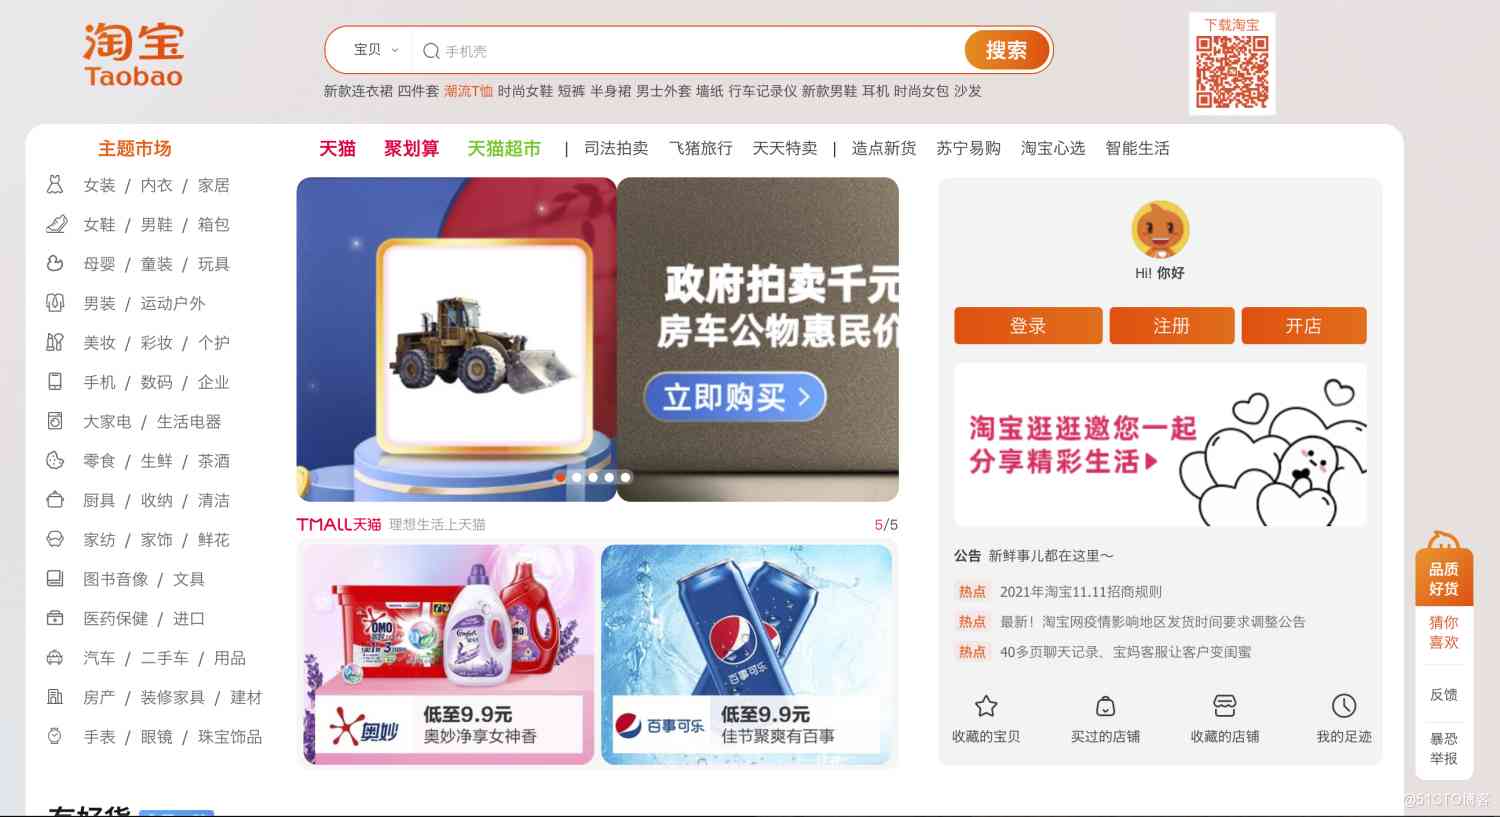 淘宝
Taobao
宝贝
手机壳
搜索
下载淘宝
新款连衣裙 四件套 潮流T恤 时尚女鞋 短裤 半身裙 男士外套 墙纸 行车记录仪 新款男鞋 耳机 时尚女包 沙发
主题市场
天猫 聚划算 天猫超市 | 司法拍卖 飞猪旅行 天天特卖 | 造点新货 苏宁易购 淘宝心选 智能生活
女装 / 内衣 / 家居
女鞋 / 男鞋 / 箱包
母婴 / 童装 / 玩具
男装 / 运动户外
美妆 / 彩妆 / 个护
手机 / 数码 / 企业
大家电 / 生活电器
零食 / 生鲜 / 茶酒
厨具 / 收纳 / 清洁
家纺 / 家饰 / 鲜花
图书音像 / 文具
医药保健 / 进口
汽车 / 二手车 / 用品
房产 / 装修家具 / 建材
手表 / 眼镜 / 珠宝饰品
政府拍卖千元
房车公物惠民价
立即购买 >
TMALL天猫 理想生活上天猫
5/5
OMO
Comfort
奥妙
低至9.9元
奥妙净享女神香
百事可乐
百事可乐
低至9.9元
佳节聚爽有百事
Hi! 你好
登录
注册
开店
淘宝逛逛邀您一起
分享精彩生活
公告 新鲜事儿都在这里～
热点 2021年淘宝11.11招商规则
热点 最新！淘宝网疫情影响地区发货时间要求调整公告
热点 40多页聊天记录、宝妈客服让客户变闺蜜
收藏的宝贝
买过的店铺
收藏的店铺
我的足迹
品质
好货
猜你
喜欢
反馈
暴恐
举报
有好货
@51CTO博客